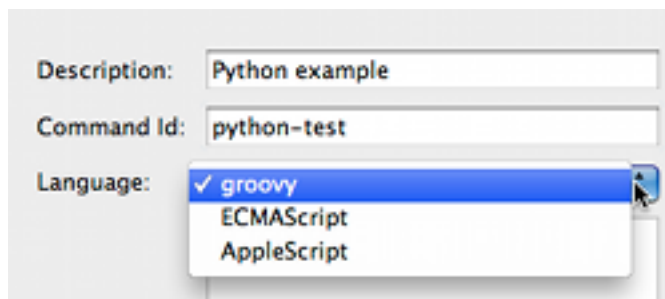 Description: Python example
Command Id: python-test
Language: ✓ groovy
ECMAScript
AppleScript